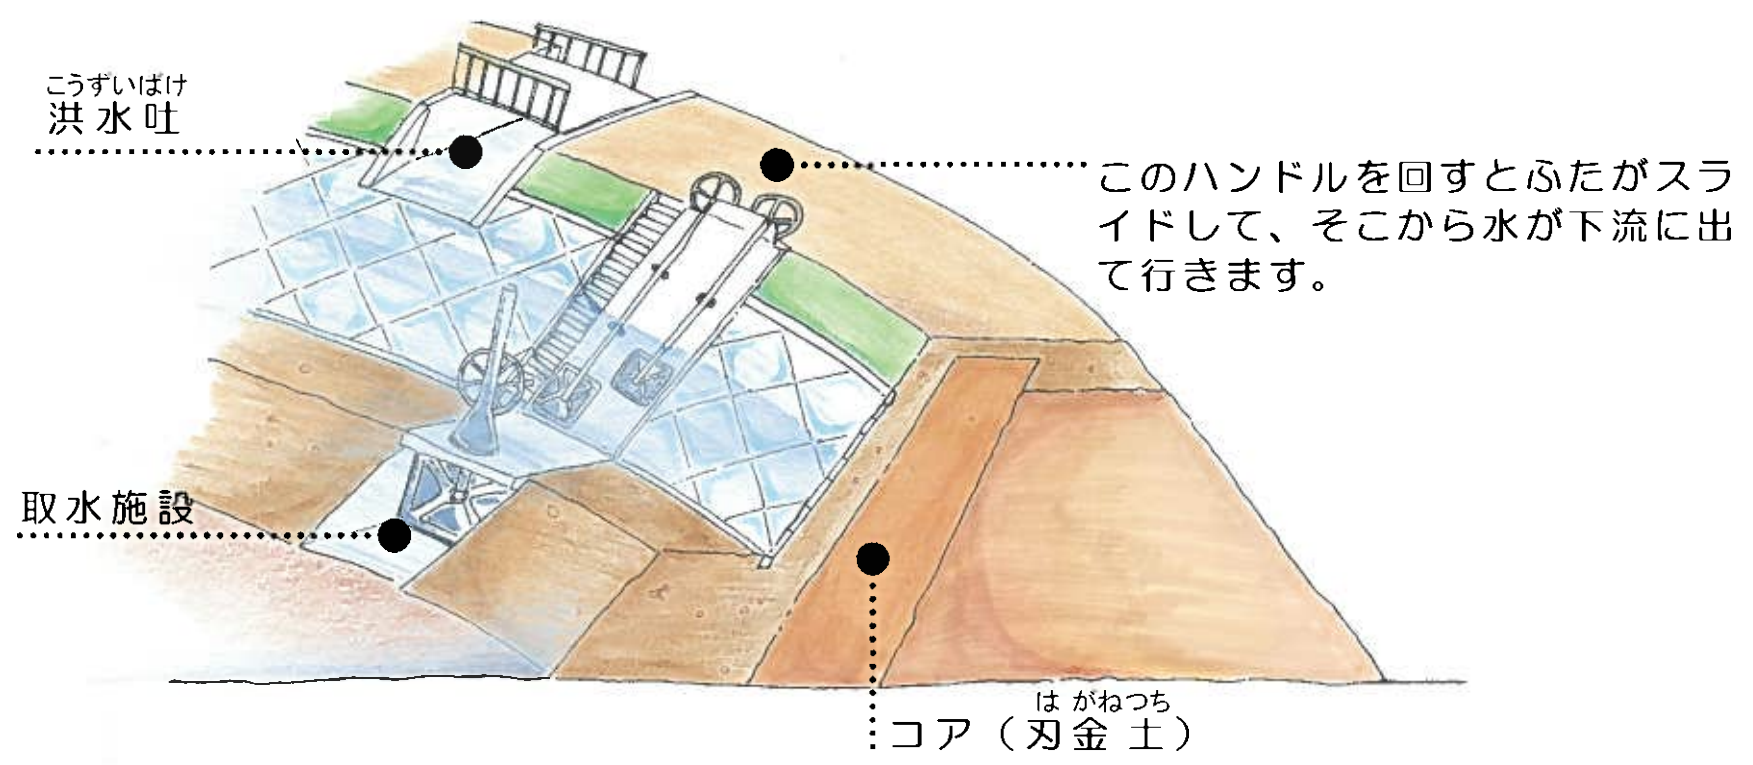 こうずいばけ
洪水吐
このハンドルを回すとふたがスラ
イドして、そこから水が下流に出
て行きます。
取水施設
は がねつち
コア（刃金 土）